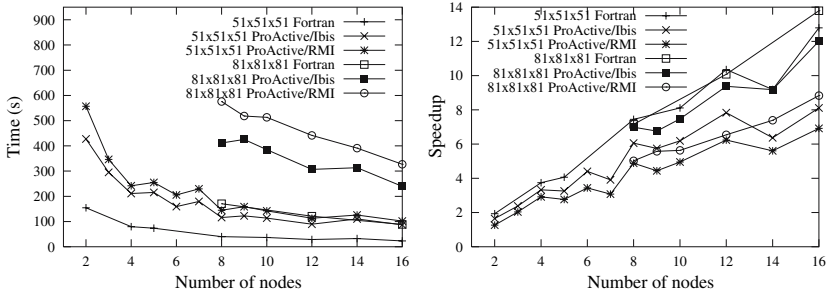 900
800
700
600
500
400
300
200
100
0
Time (s)
2 4 6 8 10 12 14 16
Number of nodes
51x51x51 Fortran
51x51x51 ProActive/Ibis
51x51x51 ProActive/RMI
81x81x81 Fortran
81x81x81 ProActive/Ibis
81x81x81 ProActive/RMI
14
12
10
8
6
4
2
0
Speedup
2 4 6 8 10 12 14 16
Number of nodes
51x51x51 Fortran
51x51x51 ProActive/Ibis
51x51x51 ProActive/RMI
81x81x81 Fortran
81x81x81 ProActive/Ibis
81x81x81 ProActive/RMI